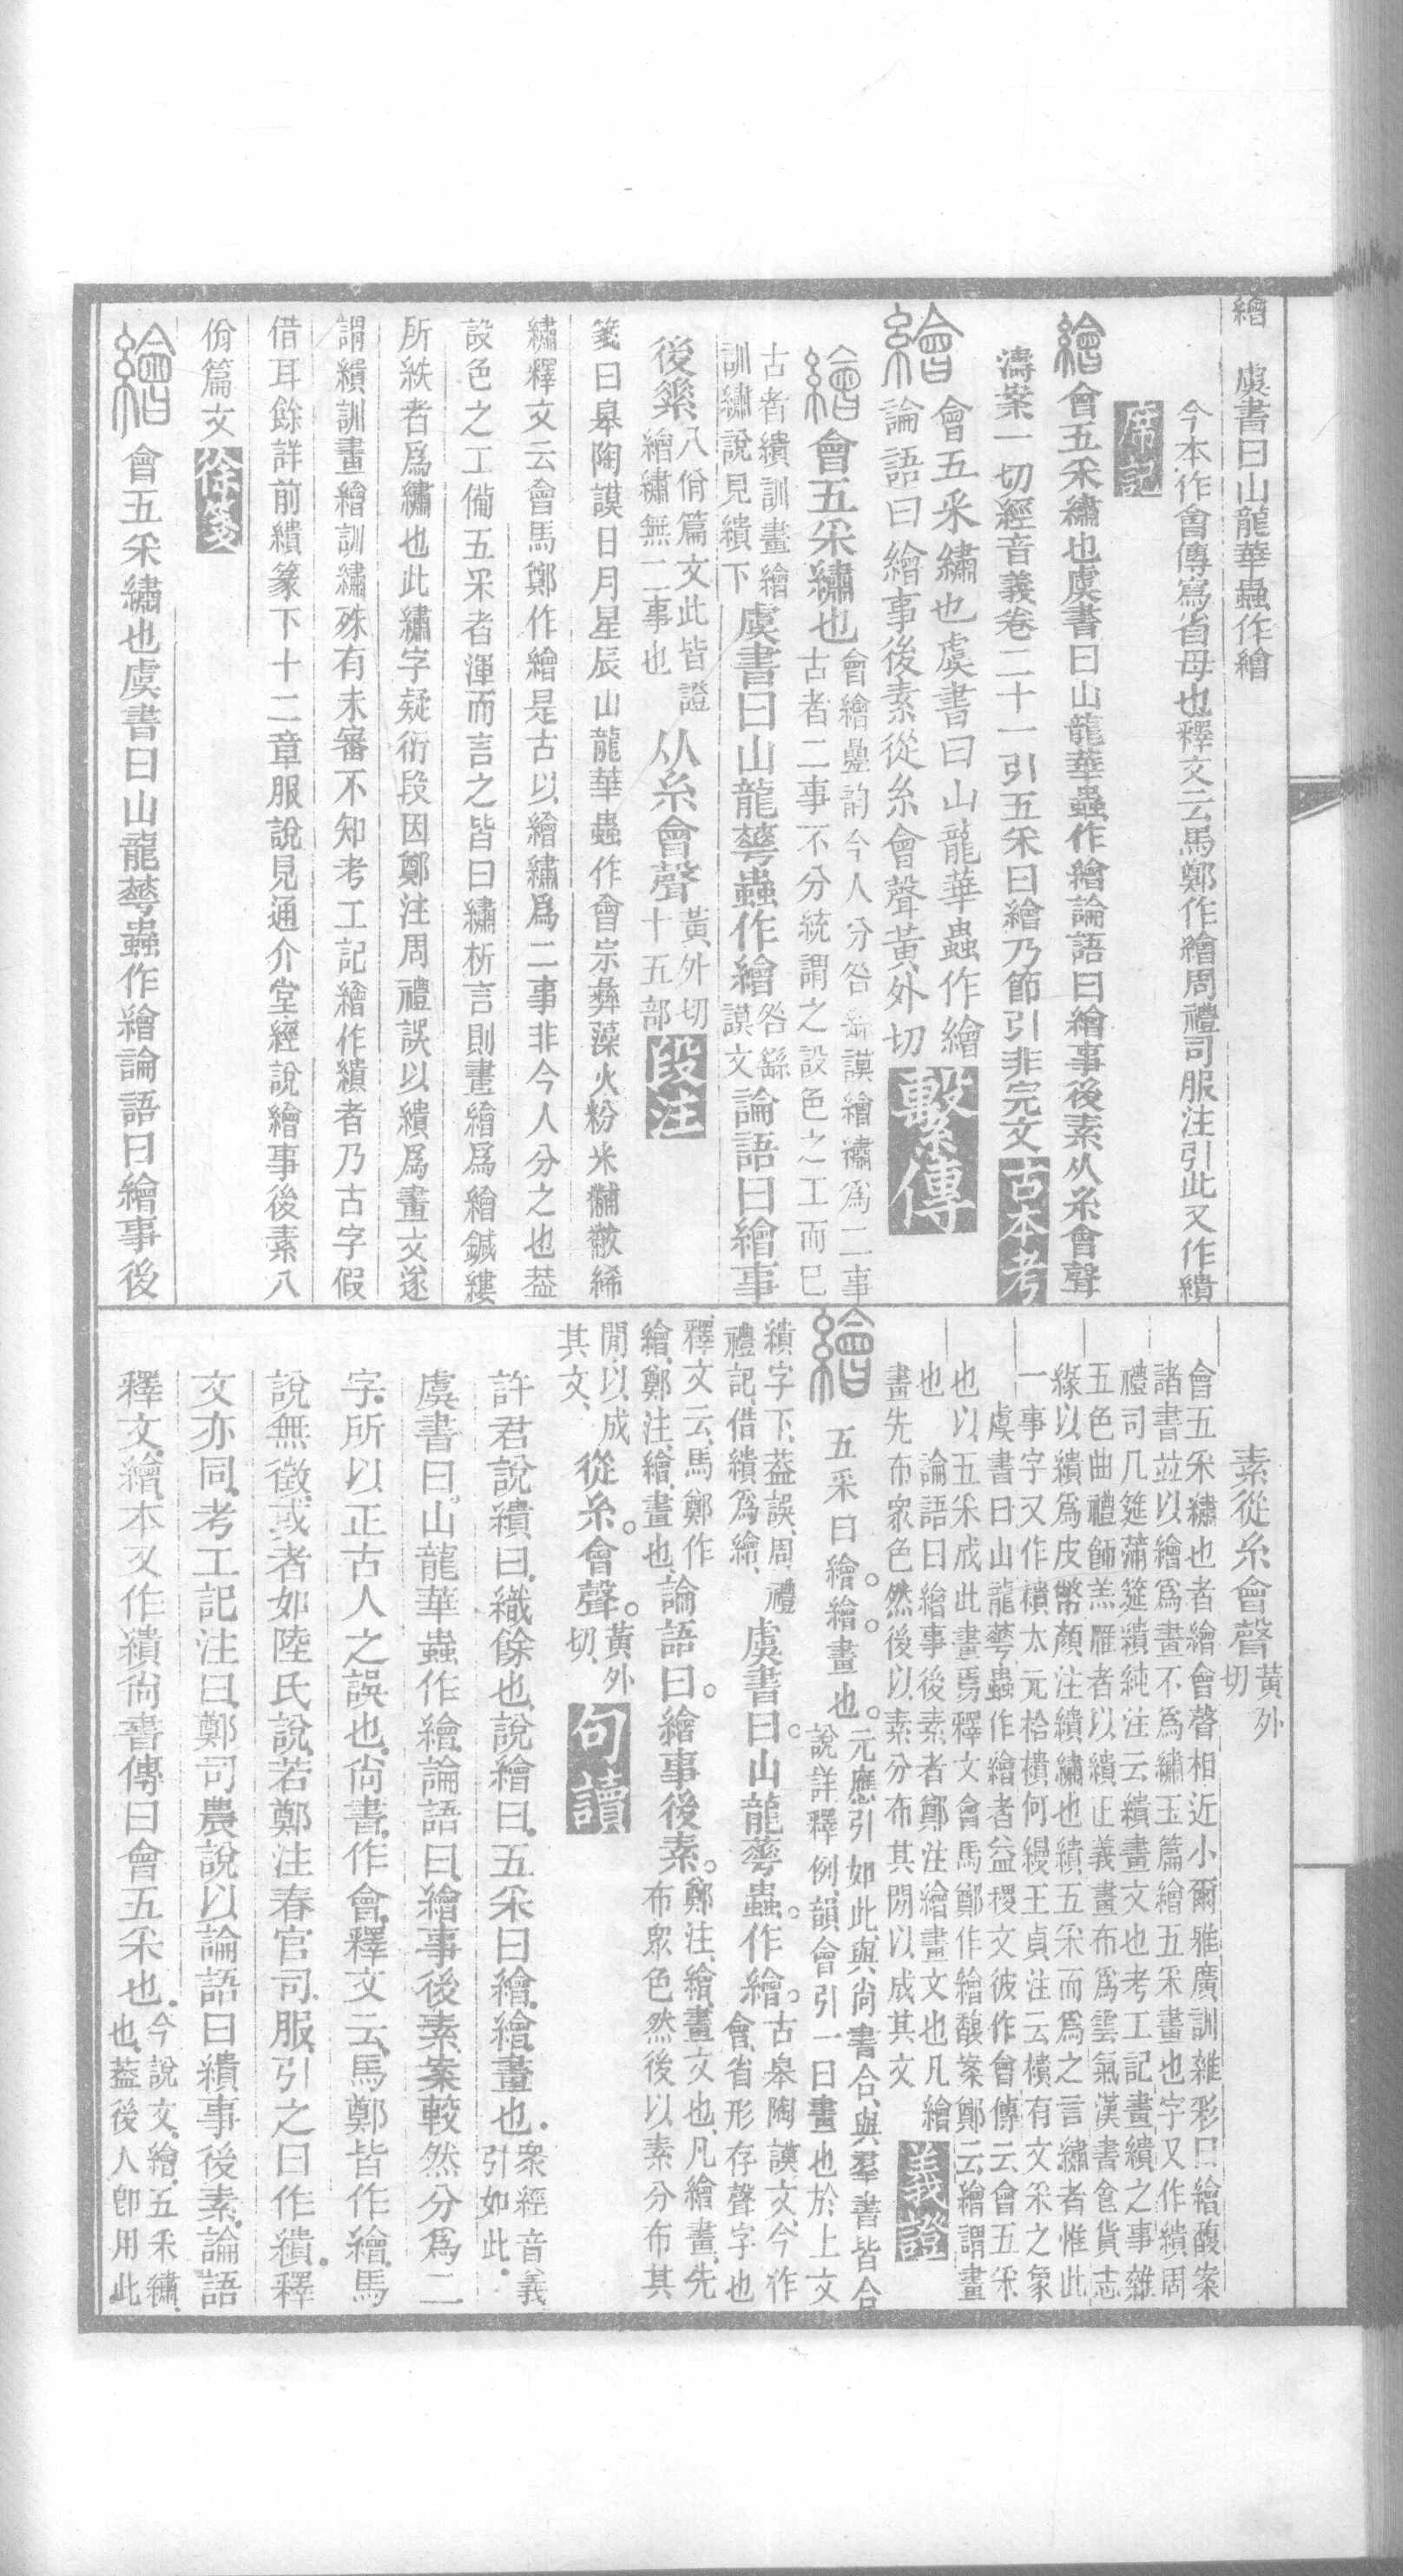 繪　虞書曰山龍華蟲作繪
今本作會傳寫省母也釋文云馬鄭作繪周禮司服注引此又作繢
席記
繪會五采繡也虞書曰山龍華蟲作繪論語曰繪事後素从糸會聲
濤案一切經音義卷二十一引五采曰繪乃節引非完文古本考
繪會五采繡也虞書曰山龍華蟲作繪
論語曰繪事後素從糸會聲黃外切繫傳
繪會五采繡也會繪疊韵今人分咎繇謨繪繡爲二事
古者二事不分統謂之設色之工而巳
古者繢訓畫繪
訓繡說見繢下虞書曰山龍華蟲作繪咎繇
謨文論語曰繪事
後素八佾篇文此皆證
繪繡無二事也从糸會聲黃外切
十五部段注
箋曰皋陶謨日月星辰山龍華蟲作會宗彝藻火粉米黼黻絺
繡釋文云會馬鄭作繪是古以繪繡爲二事非今人分之也葢
設色之工備五采者渾而言之皆曰繡析言則畫繪爲繪鍼縷
所紩者爲繡也此繡字疑衍段因鄭注周禮誤以繢爲畫文遂
謂繢訓畫繪訓繡殊有未審不知考工記繪作繢者乃古字假
借耳餘詳前繢篆下十二章服說見通介堂經說繪事後素八
佾篇文徐箋
繪會五采繡也虞書曰山龍華蟲作繪論語曰繪事後
素從糸會聲黃外
切
會五采繡也者繪會聲相近小爾雅廣訓雜彩曰繪馥案
諸書並以繪爲畫不爲繡玉篇繪五采畫也字又作繢周
禮司几筵蒲筵繢純注云繢畫文也考工記畫繢之事雜
五色曲禮飾羔雁者以繢正義畫布爲雲氣漢書食貨志
緣以繢爲皮幣顏注繢繡也繢五采而爲之言繡者惟此
一事字又作䙡太元拾䙡何縵王貞注云䙡有文采之象
虞書曰山龍華蟲作繪者益稷文彼作會傳云會五采
也以五采成此畫焉釋文會馬鄭作繪馥案鄭云繪謂畫
也　論語曰繪事後素者鄭注繪畫文也凡繪
畫先布衆色然後以素分布其閒以成其文義證
繪五采曰繪繪畫也元應引如此與尚書合與羣書皆合
說詳釋例韻會引一曰畫也於上文
繢字下葢誤周禮
禮記借繢爲繪虞書曰山龍華蟲作繪古皋陶謨文今作
會省形存聲字也
釋文云馬鄭作
繪鄭注繪畫也論語曰繪事後素鄭注繪畫文也凡繪畫先
布衆色然後以素分布其
閒以成
其文從糸會聲黃外
切句讀
許君說繢曰織餘也說繪曰五采曰繪繪畫也衆經音義
引如此
虞書曰山龍華蟲作繪論語曰繪事後素案較然分爲二
字所以正古人之誤也尚書作會釋文云馬鄭皆作繪馬
說無徵或者如陸氏說若鄭注春官司服引之曰作繢釋
文亦同考工記注曰鄭司農說以論語曰繢事後素論語
釋文繪本又作繢尚書傳曰會五采也今說文繪五采繡
也葢後人卽用此